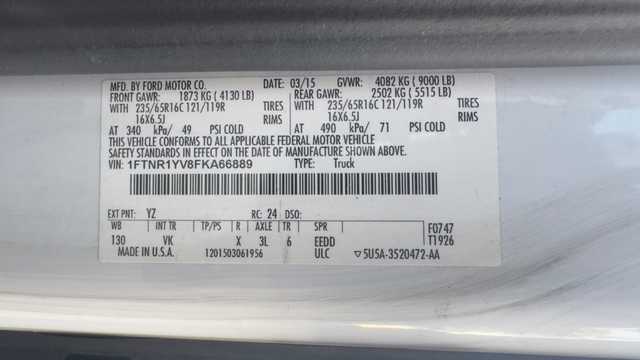 MFD. BY FORD MOTOR CO. DATE: 03/15 GVWR: 4082 KG ( 9000 LB)
FRONT GAWR: 1873 KG ( 4130 LB) REAR GAWR: 2502 KG ( 5515 LB)
WITH 235/65R16C 121/119R TIRES WITH 235/65R16C 121/119R TIRES
16X6.5J RIMS 16X6.5J RIMS
AT 340 kPa/ 49 PSI COLD AT 490 kPa/ 71 PSI COLD
THIS VEHICLE CONFORMS TO ALL APPLICABLE FEDERAL MOTOR VEHICLE
SAFETY STANDARDS IN EFFECT ON THE DATE OF MANUFACTURE SHOWN ABOVE.
VIN: 1FTNR1YV8FKA66889 TYPE: Truck
EXT PNT: YZ RC: 24 DSO:
WB INT TR TP/PS R AXLE TR SPR F0747
130 VK X 3L 6 EEDD T1926
MADE IN U.S.A. 1201503061956 ULC ▽5U5A-3520472-AA